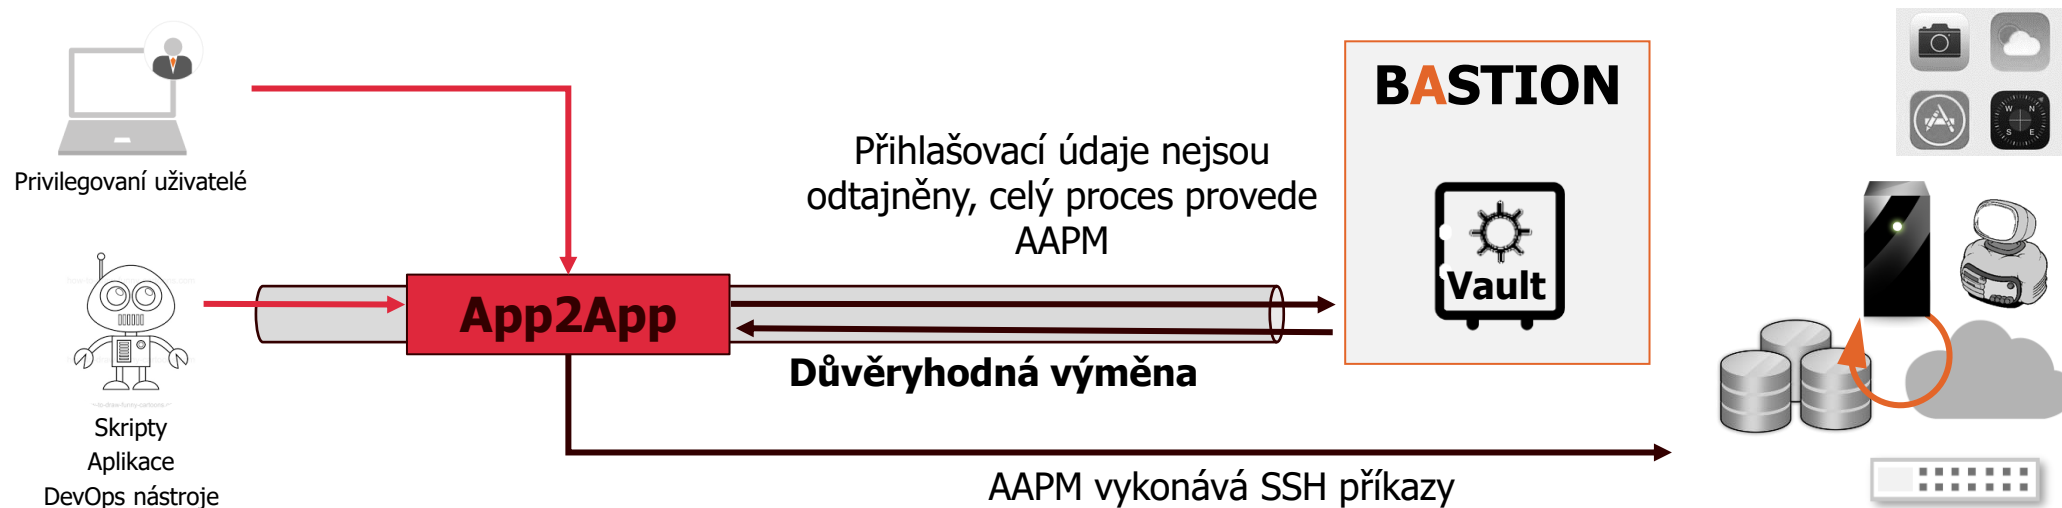 Privilegovaní uživatelé
Skripty
Aplikace
DevOps nástroje
App2App
Přihlašovací údaje nejsou
odtajněny, celý proces provede
AAPM
Důvěryhodná výměna
AAPM vykonává SSH příkazy
BASTION
Vault
W N
S E